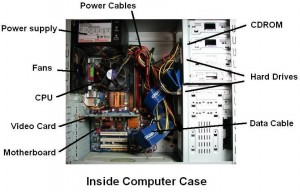 Power Cables
Power supply
CDROM
Fans
Hard Drives
CPU
Video Card
Data Cable
Motherboard
Inside Computer Case